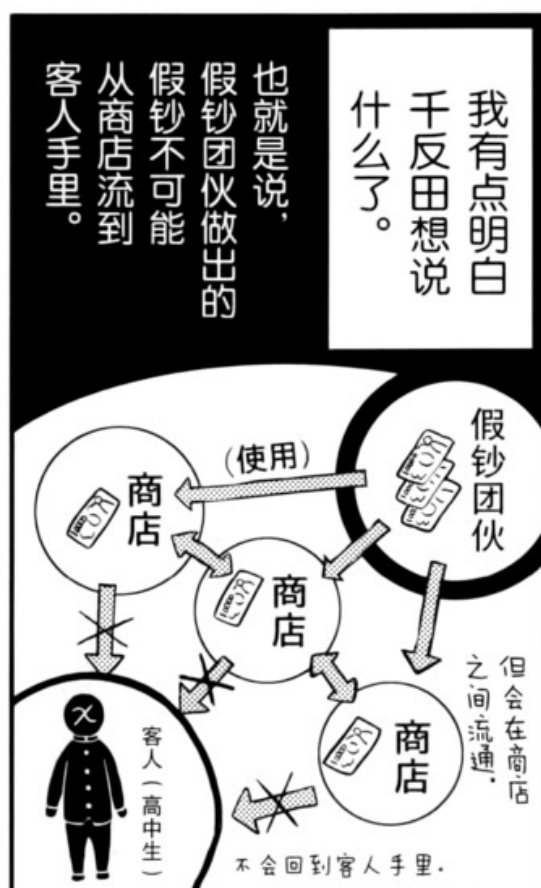 我有点明白
千反田想说
什么了。
也就是说，
假钞团伙做出的
假钞不可能
从商店流到
客人手里。
假钞团伙
(使用)
商店
商店
商店
但会在商店
之间流通.
客人(高中生)
x
不会回到客人手里.